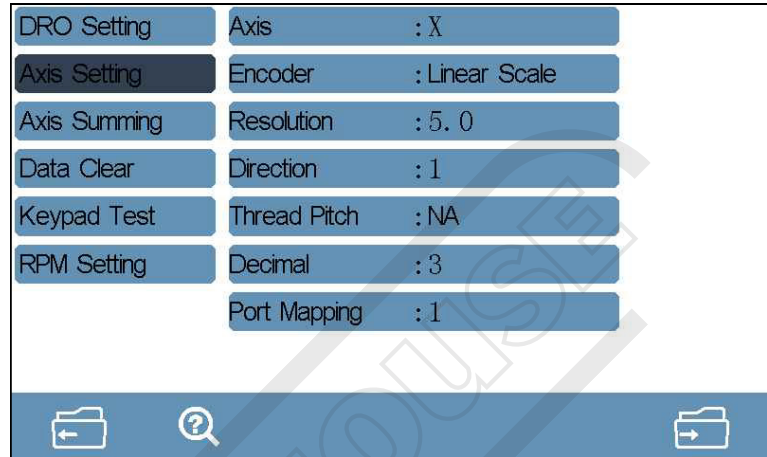 DRO Setting
Axis Setting
Axis Summing
Data Clear
Keypad Test
RPM Setting
Axis :X
Encoder :Linear Scale
Resolution :5.0
Direction :1
Thread Pitch :NA
Decimal :3
Port Mapping :1